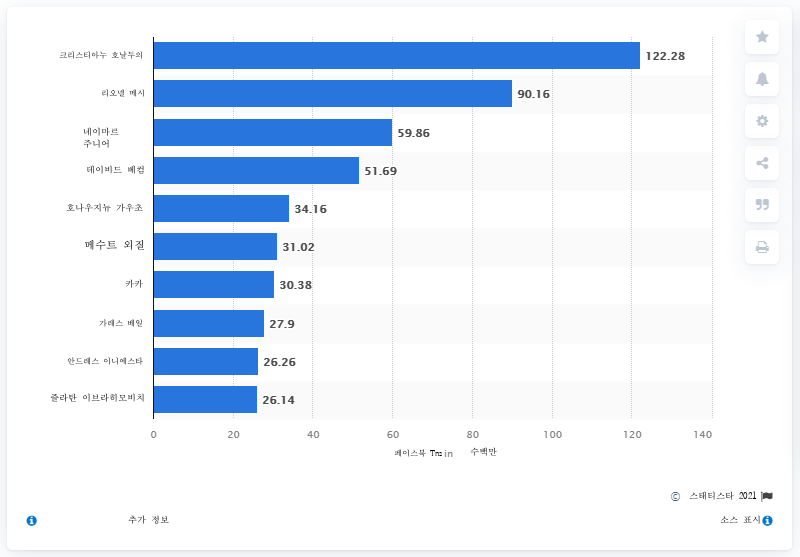 크리스티아누 호날두의
122.28
리오넬 메시
90.16
네이마르
주니어
59.86
데이비드 베컴
51.69
호나우지뉴 가우초
34.16
메수트 외질
31.02
카카
30.38
가레스 베일
27.9
안드레스 이니에스타
26.26
즐라탄 이브라히모비치
26.14
0 20 40 60 80 100 120 140
페이스북 in 수백만
© 스태티스타 2021
추가 정보
소스 표시